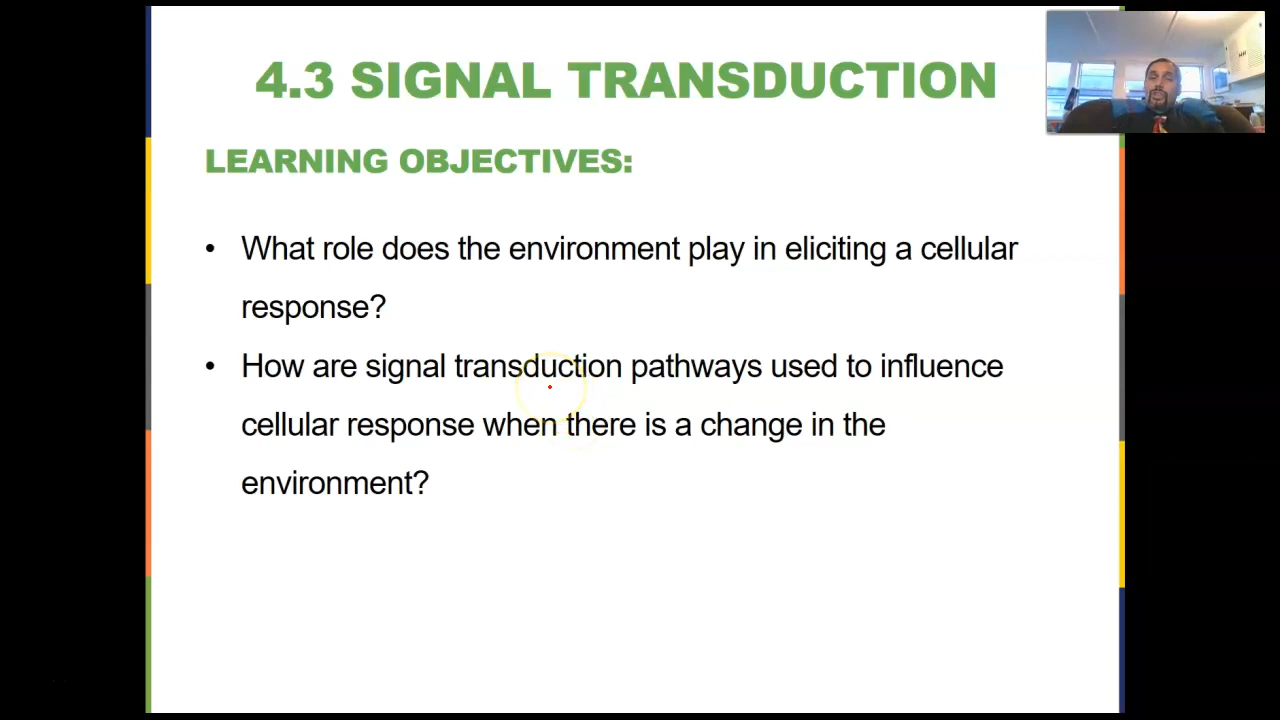 4.3 SIGNAL TRANSDUCTION
LEARNING OBJECTIVES:
• What role does the environment play in eliciting a cellular
response?
• How are signal transduction pathways used to influence
cellular response when there is a change in the
environment?